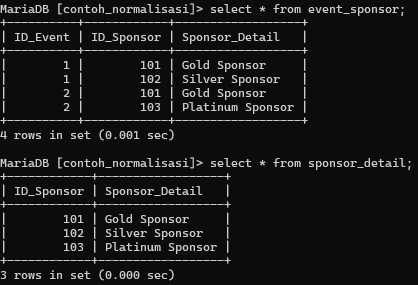 MariaDB [contoh_normalisasi]> select * from event_sponsor;
+----------+------------+------------------+
| ID_Event | ID_Sponsor | Sponsor_Detail   |
+----------+------------+------------------+
|        1 |        101 | Gold Sponsor     |
|        1 |        102 | Silver Sponsor   |
|        2 |        101 | Gold Sponsor     |
|        2 |        103 | Platinum Sponsor |
+----------+------------+------------------+
4 rows in set (0.001 sec)

MariaDB [contoh_normalisasi]> select * from sponsor_detail;
+------------+------------------+
| ID_Sponsor | Sponsor_Detail   |
+------------+------------------+
|        101 | Gold Sponsor     |
|        102 | Silver Sponsor   |
|        103 | Platinum Sponsor |
+------------+------------------+
3 rows in set (0.000 sec)